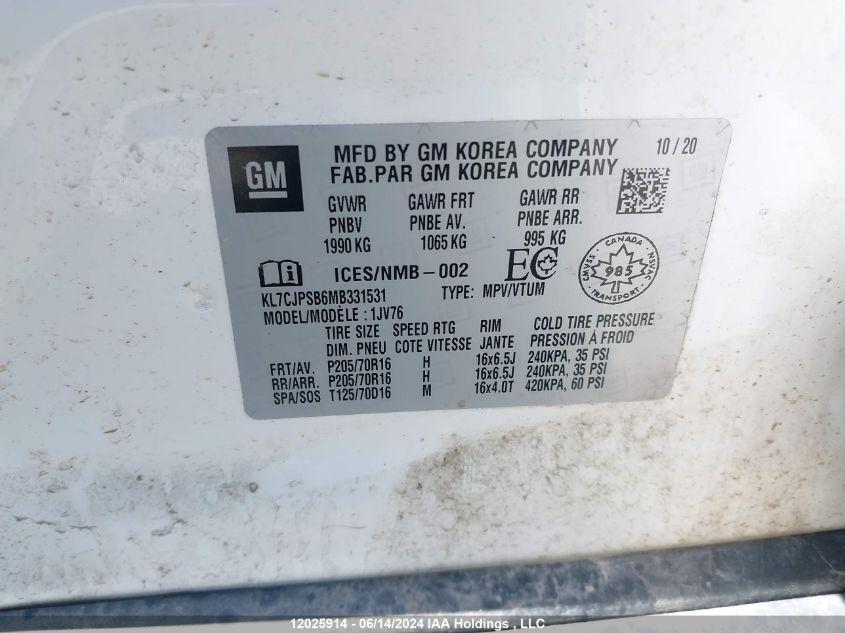 GM
MFD BY GM KOREA COMPANY 10/20
FAB.PAR GM KOREA COMPANY
GVWR GAWR FRT GAWR RR
PNBV PNBE AV. PNBE ARR.
1990 KG 1065 KG 995 KG
ICES/NMB-002 EC
CANADA
CMVSS 985 NSVAC
TRANSPORT
KL7CJPSB6MB331531 TYPE: MPV/VTUM
MODEL/MODÈLE : 1JV76
TIRE SIZE SPEED RTG RIM COLD TIRE PRESSURE
DIM. PNEU COTE VITESSE JANTE PRESSION À FROID
FRT/AV. P205/70R16 H 16x6.5J 240KPA, 35 PSI
RR/ARR. P205/70R16 H 16x6.5J 240KPA, 35 PSI
SPA/SOS T125/70D16 M 16x4.0T 420KPA, 60 PSI
12025914 - 06/14/2024 IAA Holdings, LLC